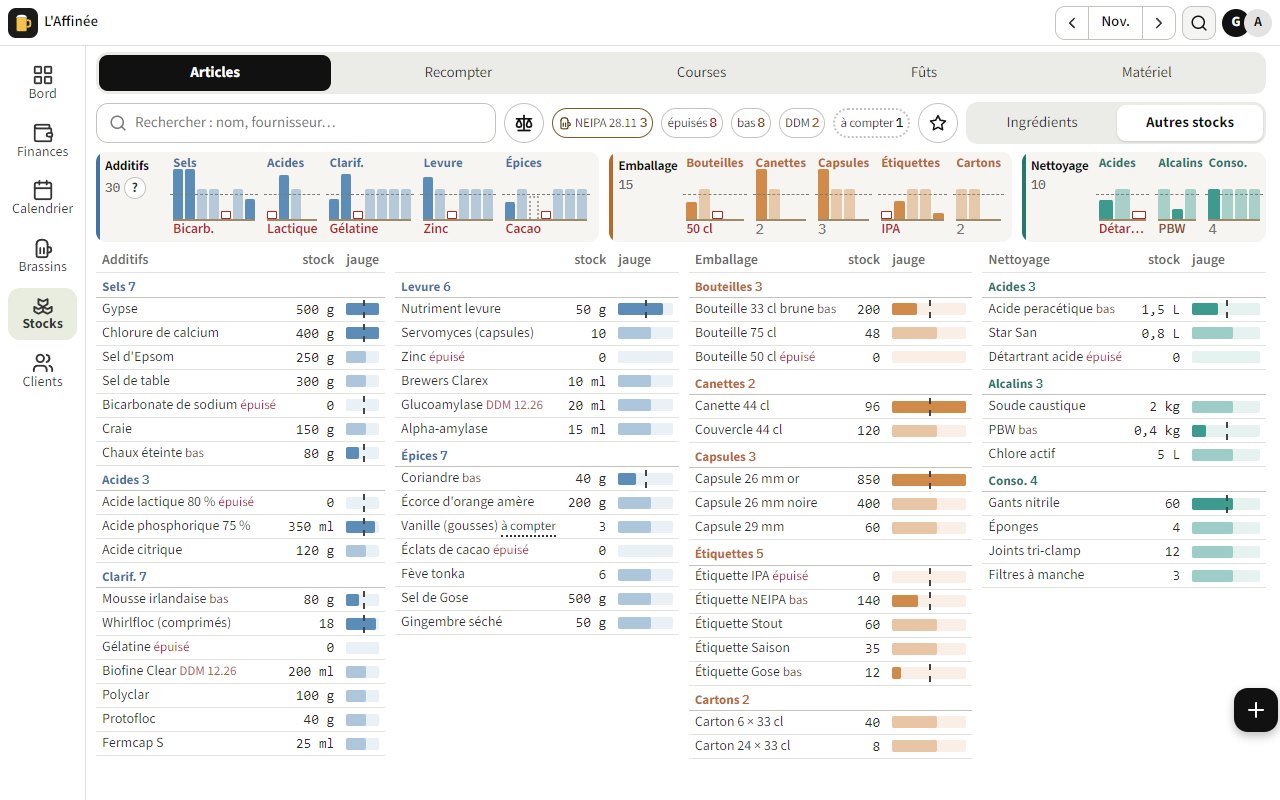 L'Affinée
Nov.
G A
Bord
Finances
Calendrier
Brassins
Stocks
Clients
Articles Recompter Courses Fûts Matériel
Rechercher : nom, fournisseur…
NEIPA 28.11 3 épuisés 8 bas 8 DDM 2 à compter 1
Ingrédients Autres stocks
Additifs Sels Acides Clarif. Levure Épices
30 ?
Bicarb. Lactique Gélatine Zinc Cacao
Emballage Bouteilles Canettes Capsules Étiquettes Cartons
15
50 cl 2 3 IPA 2
Nettoyage Acides Alcalins Conso.
10
Détar… PBW 4
Additifs stock jauge
Sels 7
Gypse 500 g
Chlorure de calcium 400 g
Sel d'Epsom 250 g
Sel de table 300 g
Bicarbonate de sodium épuisé 0
Craie 150 g
Chaux éteinte bas 80 g
Acides 3
Acide lactique 80 % épuisé 0
Acide phosphorique 75 % 350 ml
Acide citrique 120 g
Clarif. 7
Mousse irlandaise bas 80 g
Whirlfloc (comprimés) 18
Gélatine épuisé 0
Biofine Clear DDM 12.26 200 ml
Polyclar 100 g
Protofloc 40 g
Fermcap S 25 ml
stock jauge
Levure 6
Nutriment levure 50 g
Servomyces (capsules) 10
Zinc épuisé 0
Brewers Clarex 10 ml
Glucoamylase DDM 12.26 20 ml
Alpha-amylase 15 ml
Épices 7
Coriandre bas 40 g
Écorce d'orange amère 200 g
Vanille (gousses) à compter 3
Éclats de cacao épuisé 0
Fève tonka 6
Sel de Gose 500 g
Gingembre séché 50 g
Emballage stock jauge
Bouteilles 3
Bouteille 33 cl brune bas 200
Bouteille 75 cl 48
Bouteille 50 cl épuisé 0
Canettes 2
Canette 44 cl 96
Couvercle 44 cl 120
Capsules 3
Capsule 26 mm or 850
Capsule 26 mm noire 400
Capsule 29 mm 60
Étiquettes 5
Étiquette IPA épuisé 0
Étiquette NEIPA bas 140
Étiquette Stout 60
Étiquette Saison 35
Étiquette Gose bas 12
Cartons 2
Carton 6 × 33 cl 40
Carton 24 × 33 cl 8
Nettoyage stock jauge
Acides 3
Acide peracétique bas 1,5 L
Star San 0,8 L
Détartrant acide épuisé 0
Alcalins 3
Soude caustique 2 kg
PBW bas 0,4 kg
Chlore actif 5 L
Conso. 4
Gants nitrile 60
Éponges 4
Joints tri-clamp 12
Filtres à manche 3